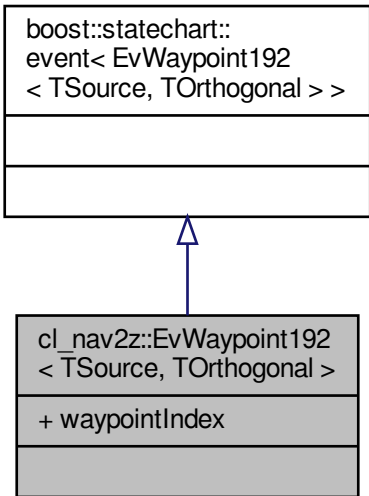 boost::statechart::
event< EvWaypoint192
< TSource, TOrthogonal > >
cl_nav2z::EvWaypoint192
< TSource, TOrthogonal >
+ waypointIndex